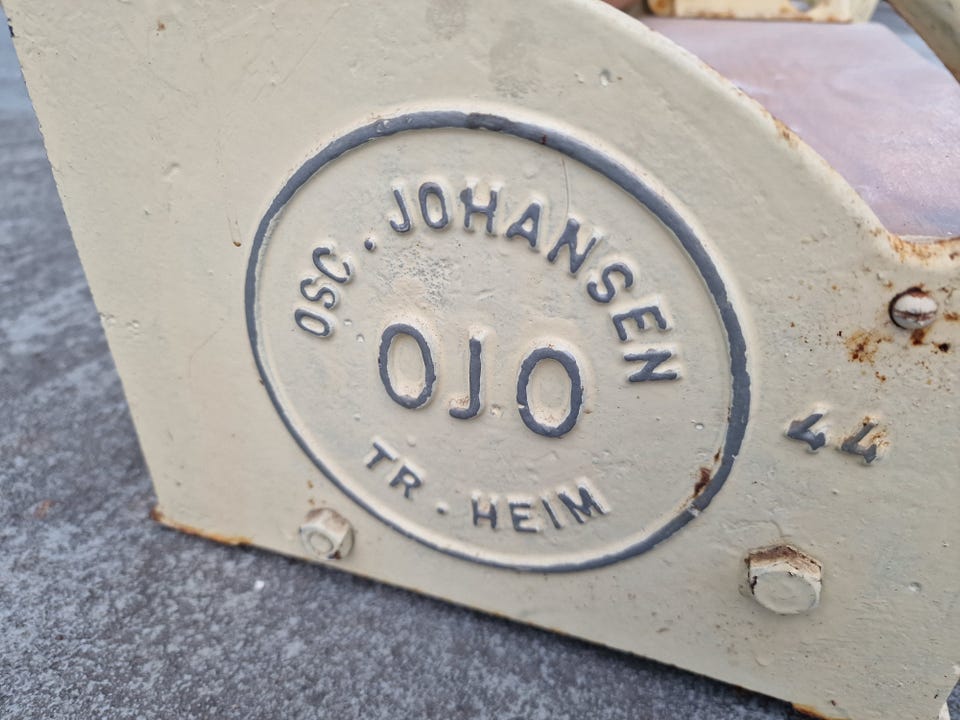 OSC. JOHANSEN
OJO
TR. HEIM
44